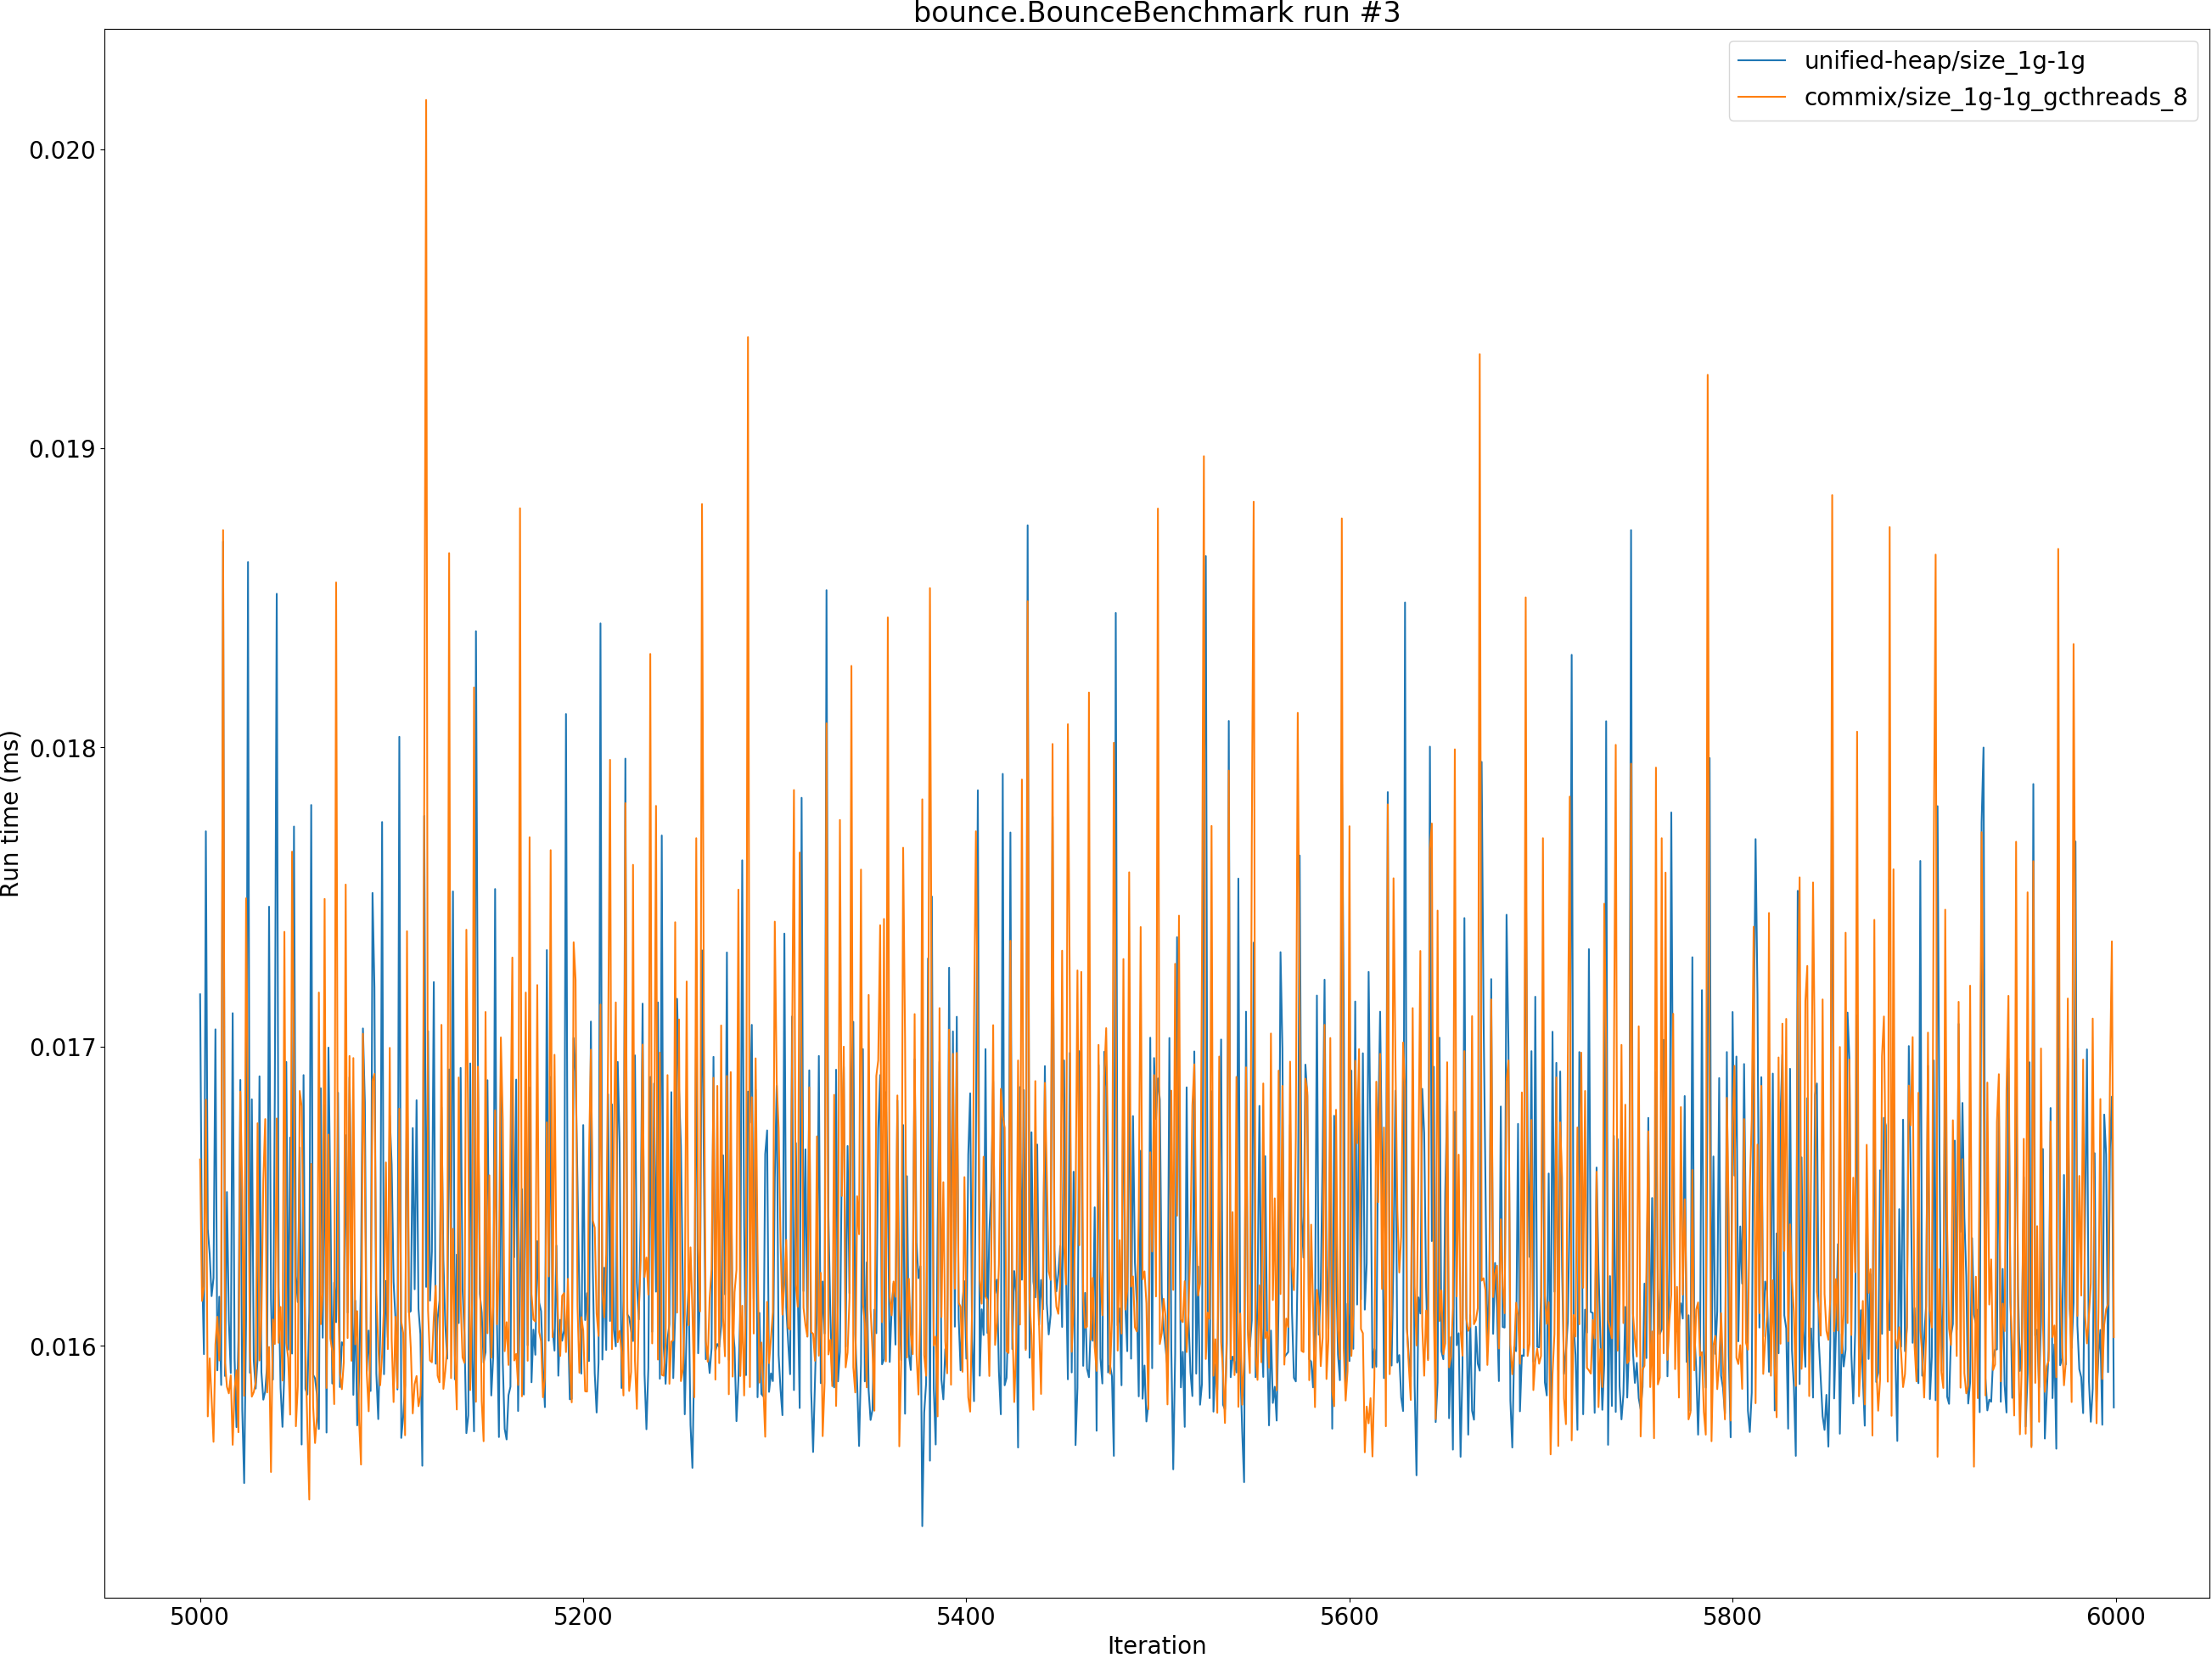 bounce.BounceBenchmark run #3
unified-heap/size_1g-1g
commix/size_1g-1g_gcthreads_8
0.020
0.019
0.018
0.017
0.016
Run time (ms)
5000
5200
5400
5600
5800
6000
Iteration